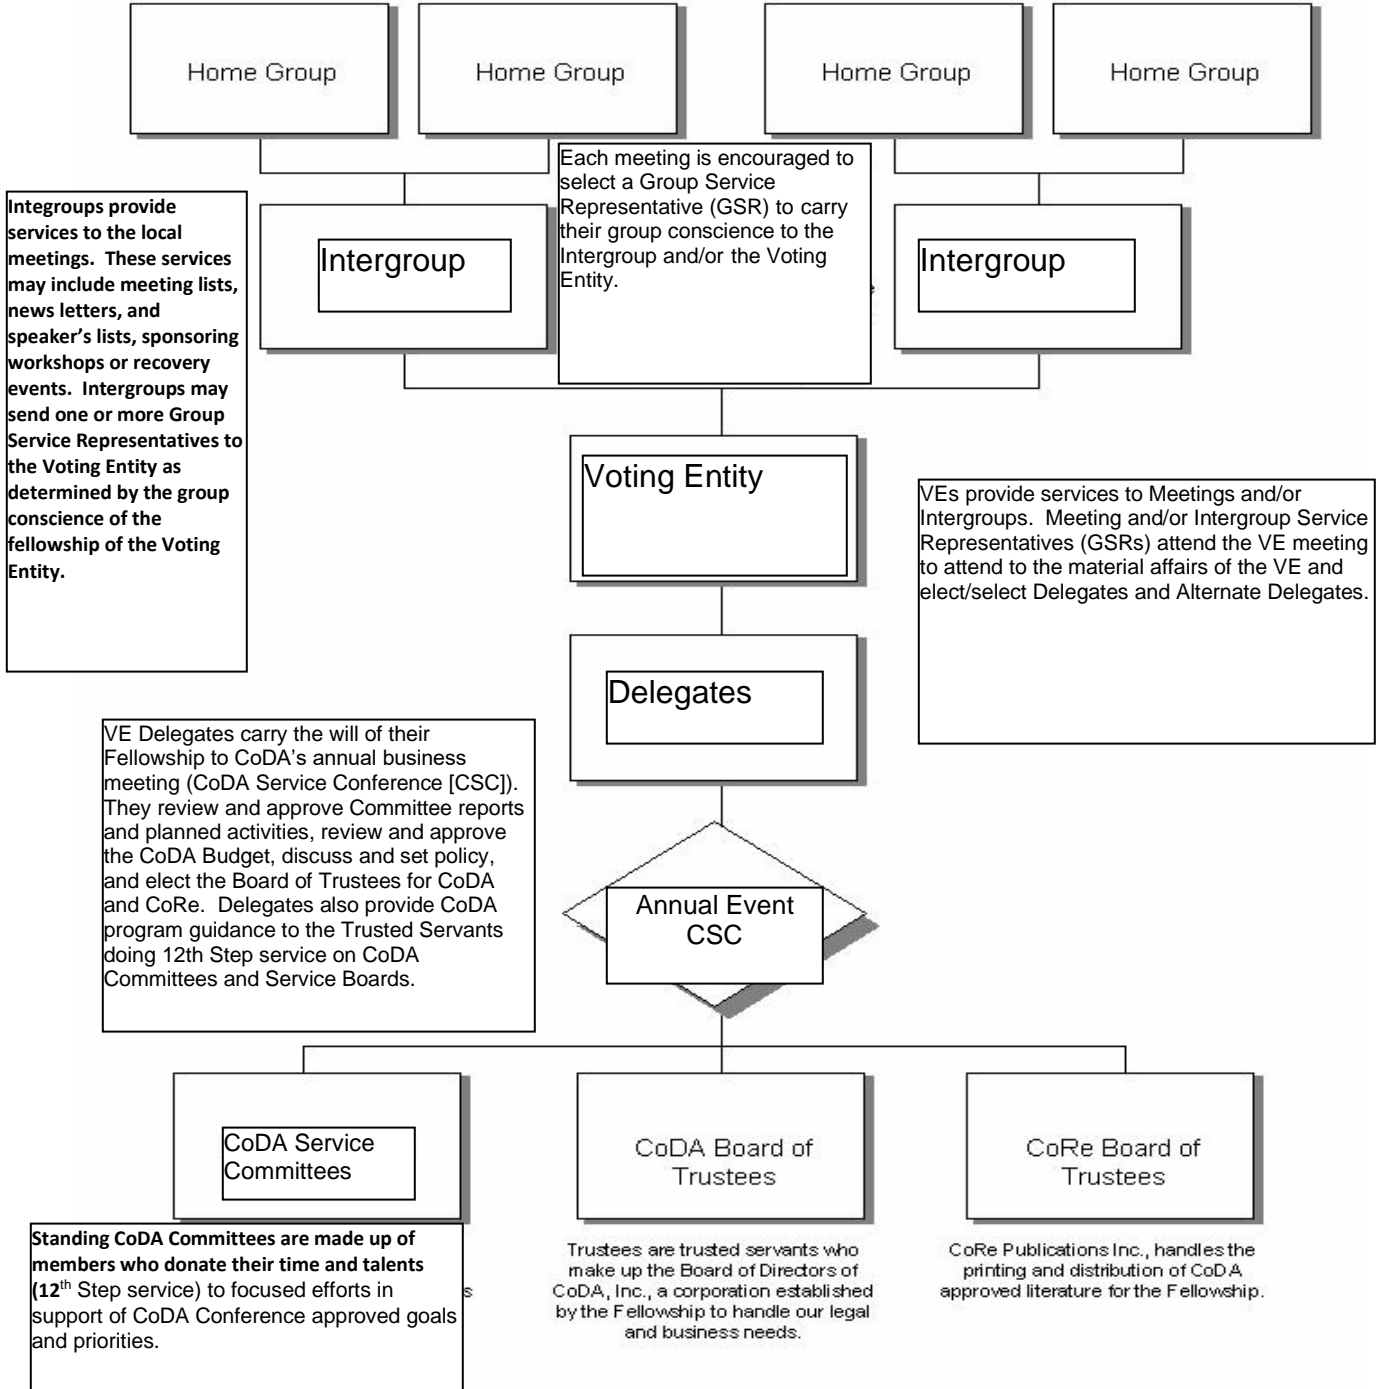 Home Group
Home Group
Home Group
Home Group
Each meeting is encouraged to
select a Group Service
Representative (GSR) to carry
their group conscience to the
Intergroup and/or the Voting
Entity.
Integroups provide
services to the local
meetings.  These services
may include meeting lists,
news letters, and
speaker’s lists, sponsoring
workshops or recovery
events.  Intergroups may
send one or more Group
Service Representatives to
the Voting Entity as
determined by the group
conscience of the
fellowship of the Voting
Entity.
Intergroup
Intergroup
Voting Entity
VEs provide services to Meetings and/or
Intergroups.  Meeting and/or Intergroup Service
Representatives (GSRs) attend the VE meeting
to attend to the material affairs of the VE and
elect/select Delegates and Alternate Delegates.
Delegates
VE Delegates carry the will of their
Fellowship to CoDA’s annual business
meeting (CoDA Service Conference [CSC]).
They review and approve Committee reports
and planned activities, review and approve
the CoDA Budget, discuss and set policy,
and elect the Board of Trustees for CoDA
and CoRe.  Delegates also provide CoDA
program guidance to the Trusted Servants
doing 12th Step service on CoDA
Committees and Service Boards.
Annual Event
CSC
CoDA Service
Committees
CoDA Board of
Trustees
CoRe Board of
Trustees
Standing CoDA Committees are made up of
members who donate their time and talents
(12th Step service) to focused efforts in
support of CoDA Conference approved goals
and priorities.
Trustees are trusted servants who
make up the Board of Directors of
CoDA, Inc., a corporation established
by the Fellowship to handle our legal
and business needs.
CoRe Publications Inc., handles the
printing and distribution of CoDA
approved literature for the Fellowship.